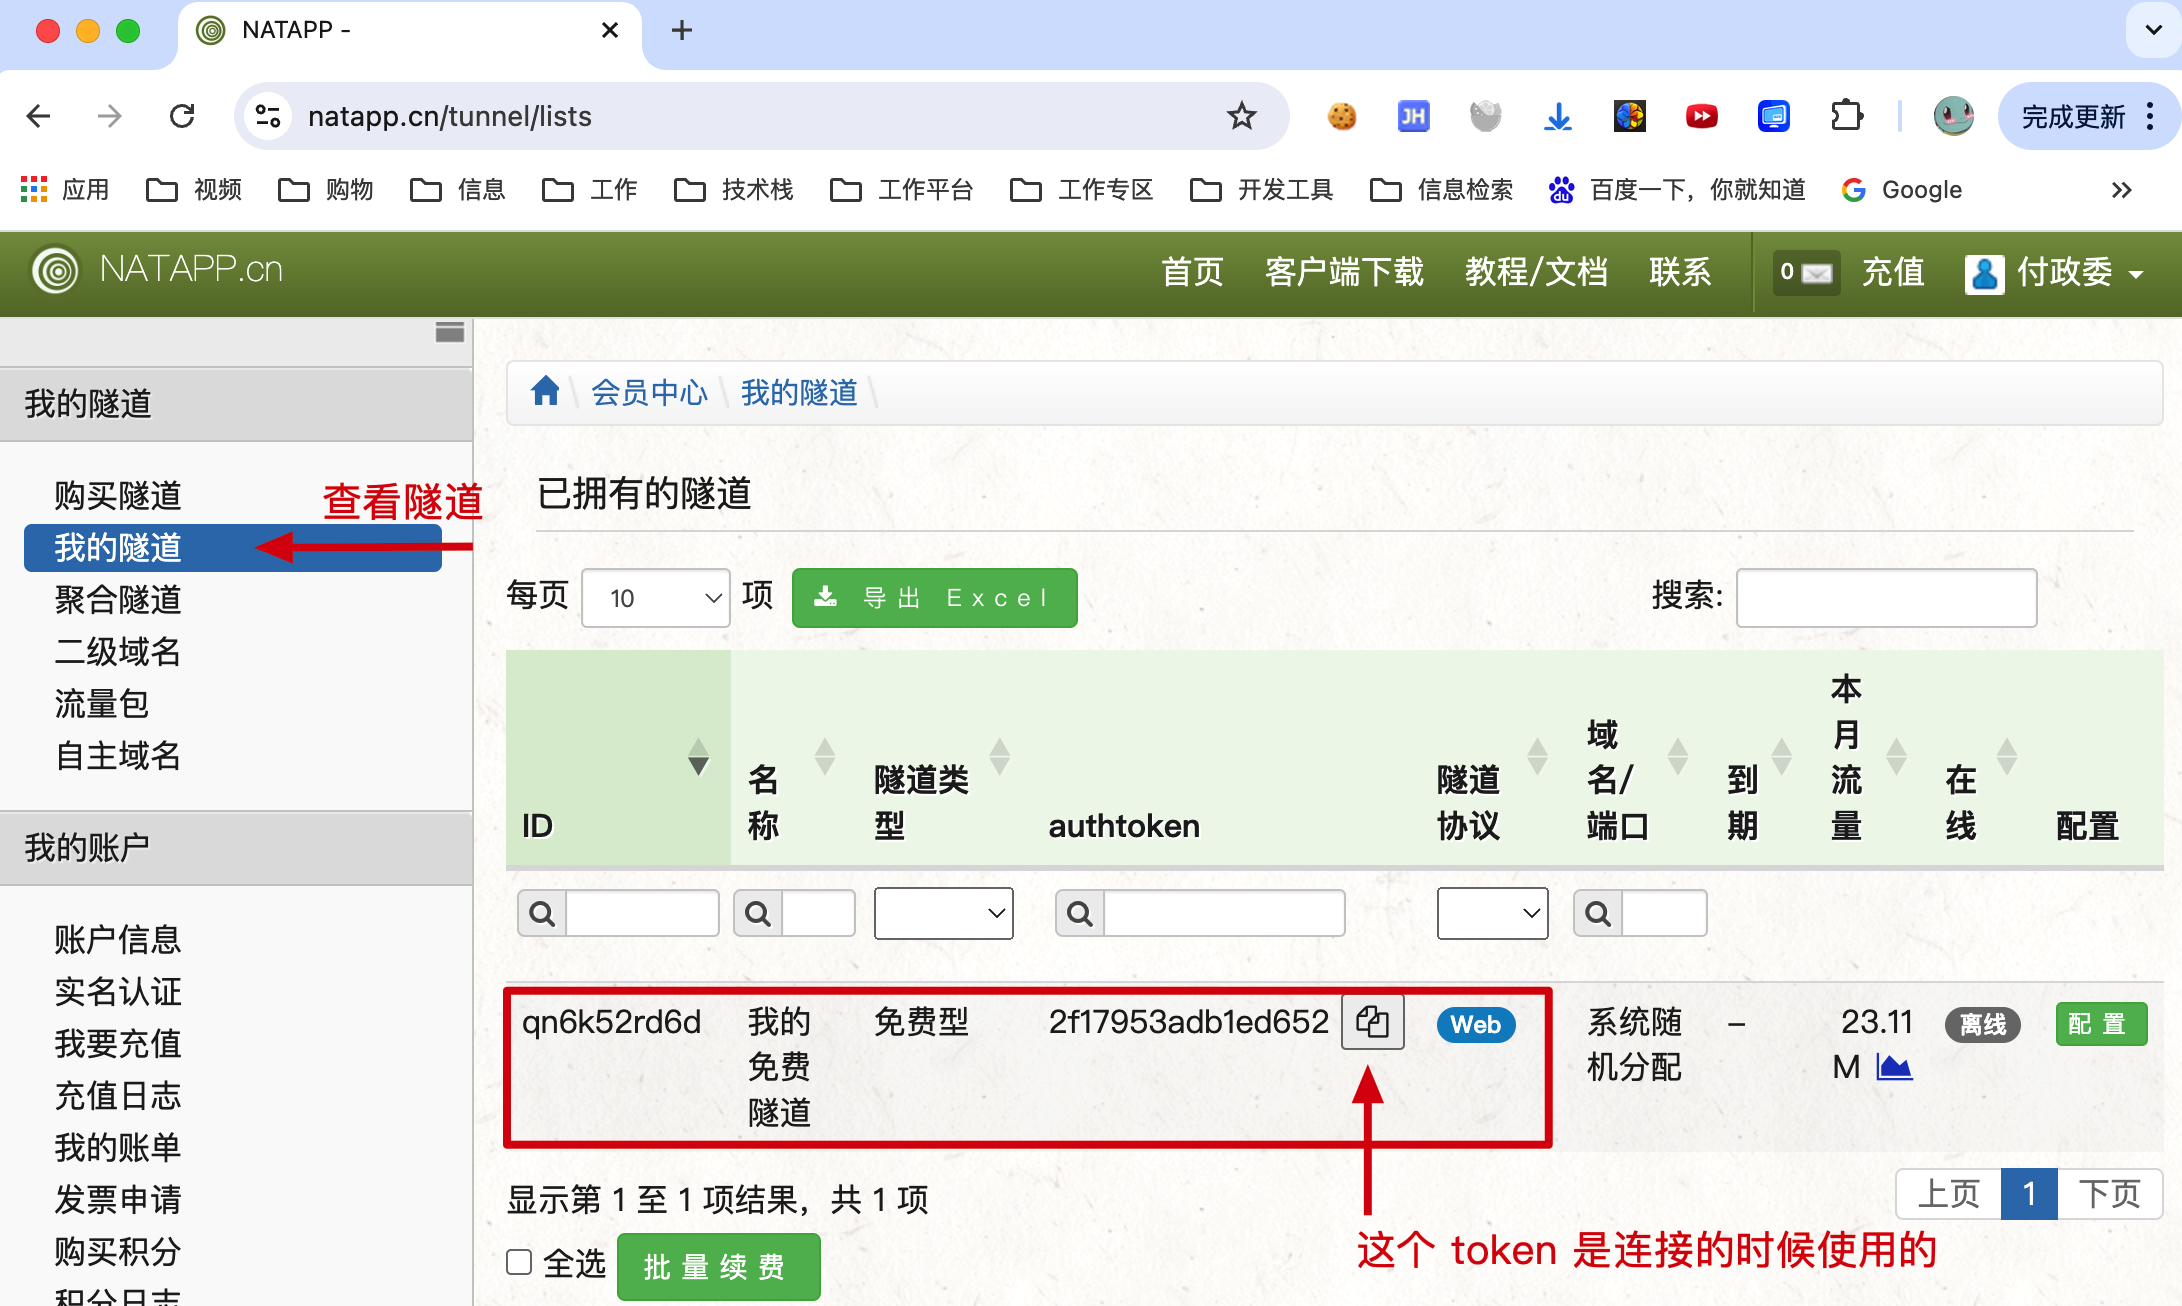 NATAPP -
natapp.cn/tunnel/lists
完成更新
应用 视频 购物 信息 工作 技术栈 工作平台 工作专区 开发工具 信息检索 百度一下，你就知道 Google
NATAPP.cn 首页 客户端下载 教程/文档 联系 0 充值 付政委
我的隧道
购买隧道
查看隧道
我的隧道
聚合隧道
二级域名
流量包
自主域名
我的账户
账户信息
实名认证
我要充值
充值日志
我的账单
发票申请
购买积分
积分日志
会员中心 \ 我的隧道 \
已拥有的隧道
每页 10 项 导出 Excel 搜索:
ID 名称 隧道类型 authtoken 隧道协议 域名/端口 到期 本月流量 在线 配置
qn6k52rd6d 我的免费隧道 免费型 2f17953adb1ed652 Web 系统随机分配 – 23.11 M 离线 配置
显示第 1 至 1 项结果，共 1 项
上页 1 下页
这个 token 是连接的时候使用的
全选 批量续费